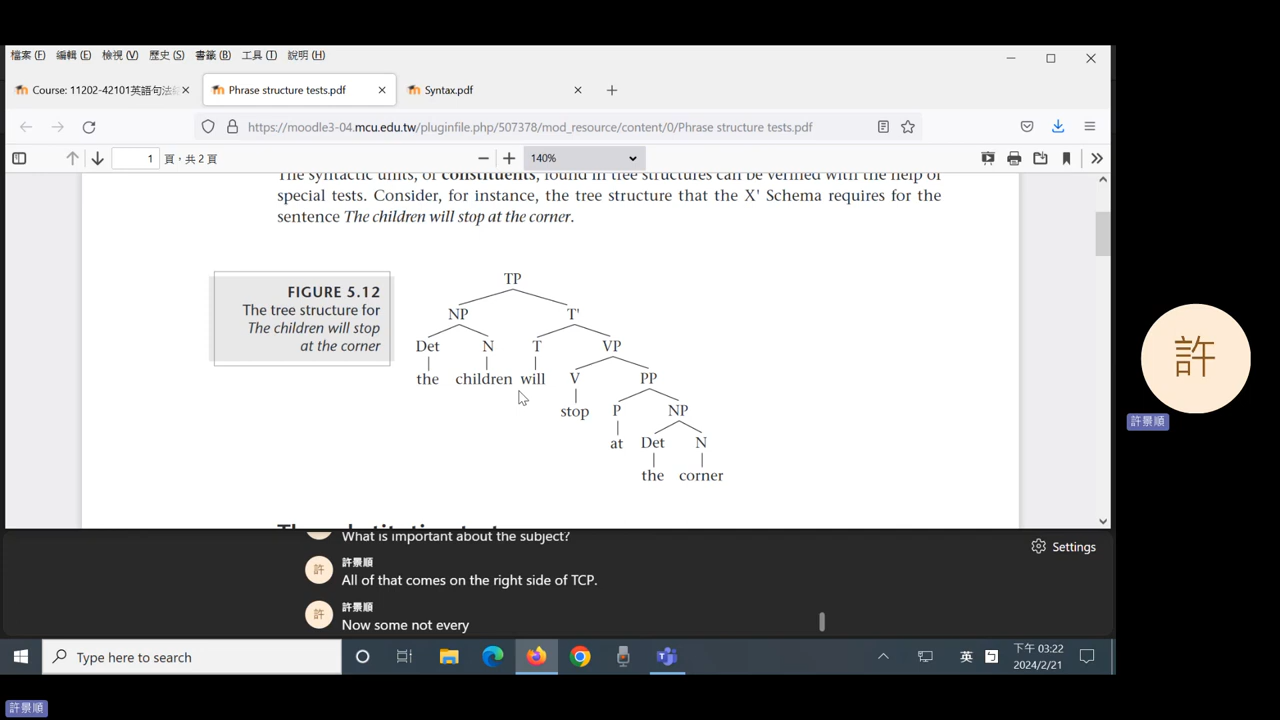 檔案 (F) 編輯 (E) 檢視 (V) 歷史 (S) 書籤 (B) 工具 (T) 說明 (H)
Course: 11202-42101英語句法 Phrase structure tests.pdf Syntax.pdf
https://moodle3-04.mcu.edu.tw/pluginfile.php/507378/mod_resource/content/0/Phrase structure tests.pdf
1 頁，共 2 頁 140%
The syntactic units, or constituents, found in tree structures can be verified with the help of
special tests. Consider, for instance, the tree structure that the X' Schema requires for the
sentence The children will stop at the corner.
FIGURE 5.12
The tree structure for
The children will stop
at the corner
TP
NP T'
Det N T VP
the children will V PP
stop P NP
at Det N
the corner
What is important about the subject?
許景順
All of that comes on the right side of TCP.
許景順
Now some not every
許
許
許
許景順
Settings
Type here to search
英
下午 03:22
2024/2/21
許景順